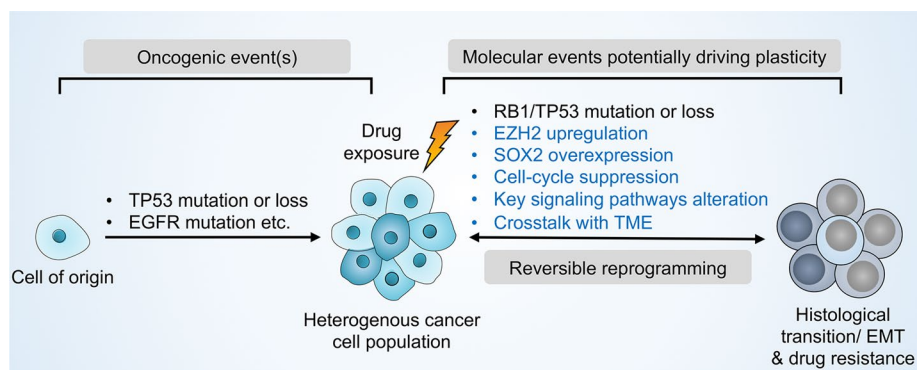 Oncogenic event(s)
Molecular events potentially driving plasticity
Drug
exposure
• RB1/TP53 mutation or loss
• EZH2 upregulation
• SOX2 overexpression
• Cell-cycle suppression
• Key signaling pathways alteration
• Crosstalk with TME
• TP53 mutation or loss
• EGFR mutation etc.
Cell of origin
Reversible reprogramming
Heterogenous cancer
cell population
Histological
transition/ EMT
& drug resistance